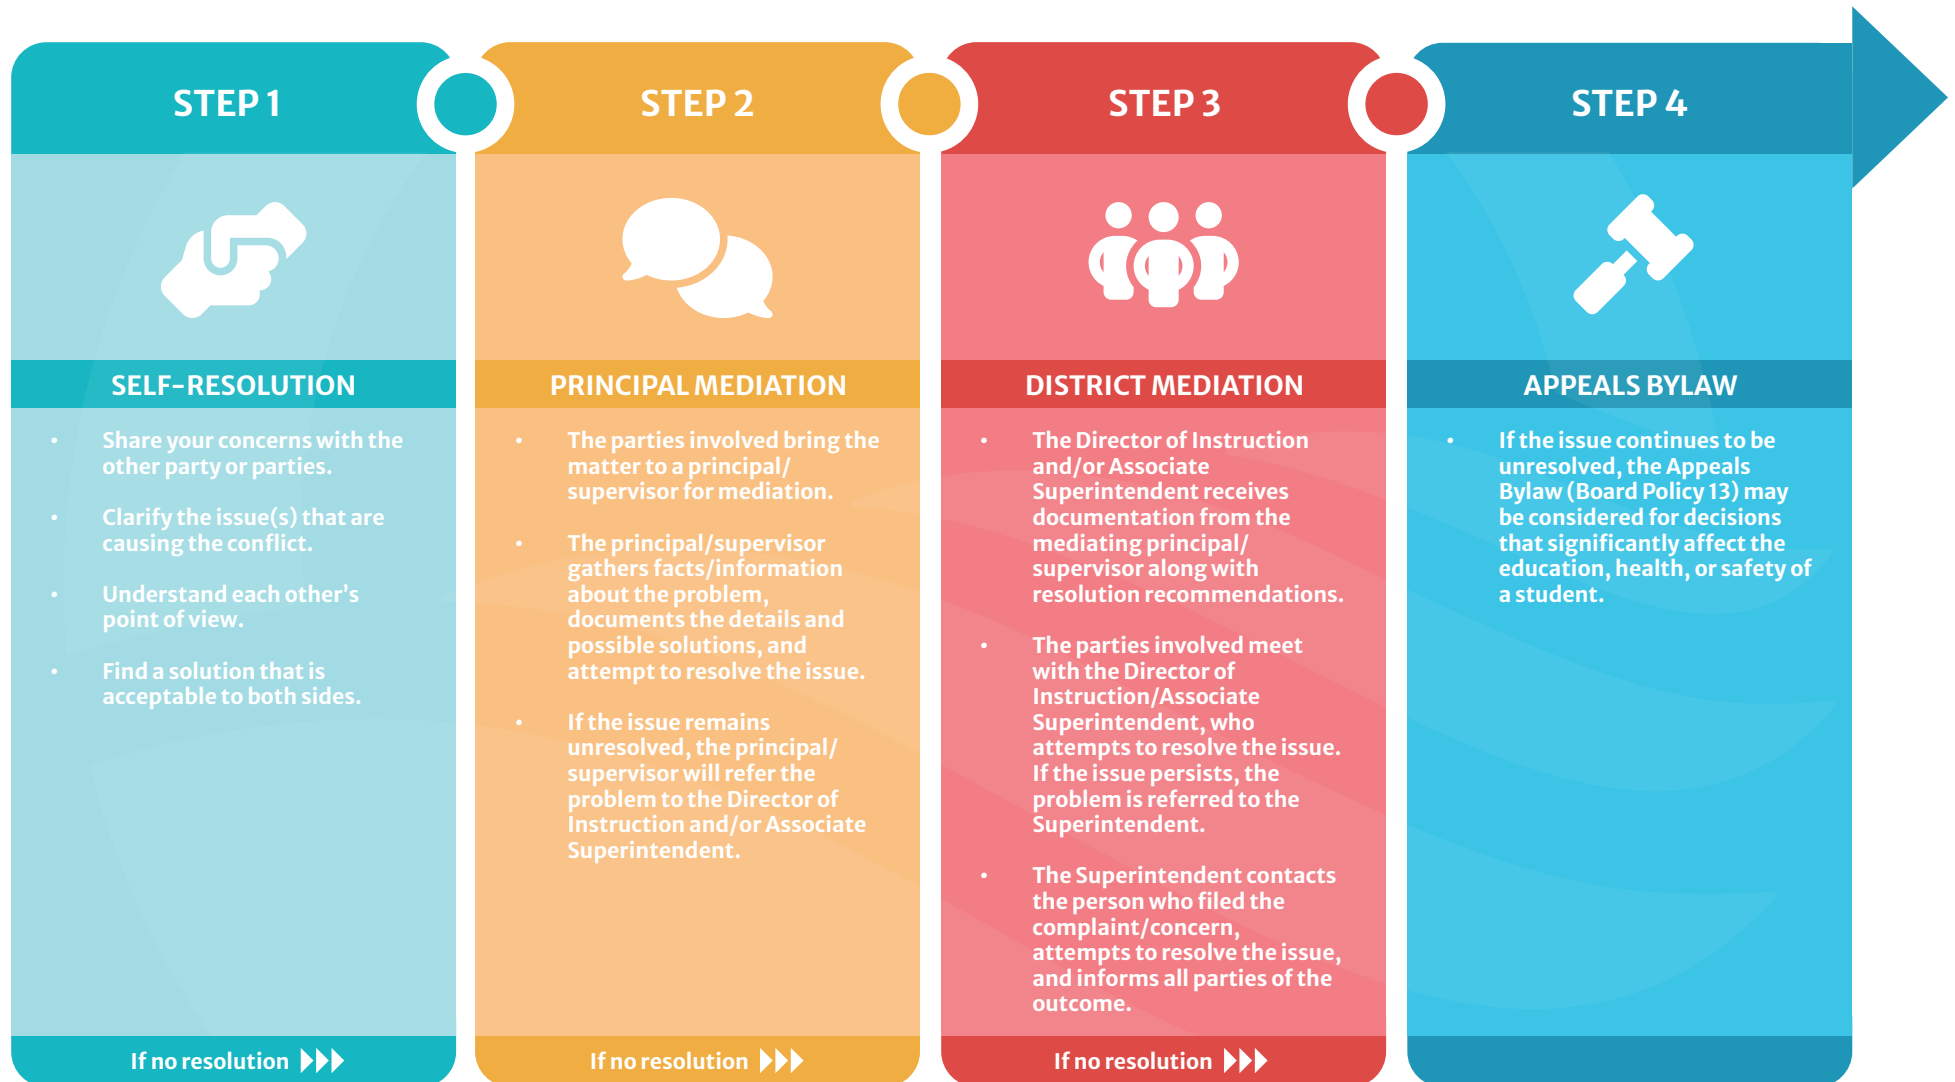 STEP 1
SELF-RESOLUTION
• Share your concerns with the
other party or parties.
• Clarify the issue(s) that are
causing the conflict.
• Understand each other's
point of view.
• Find a solution that is
acceptable to both sides.
If no resolution
STEP 2
PRINCIPAL MEDIATION
• The parties involved bring the
matter to a principal/
supervisor for mediation.
• The principal/supervisor
gathers facts/information
about the problem,
documents the details and
possible solutions, and
attempt to resolve the issue.
• If the issue remains
unresolved, the principal/
supervisor will refer the
problem to the Director of
Instruction and/or Associate
Superintendent.
If no resolution
STEP 3
DISTRICT MEDIATION
• The Director of Instruction
and/or Associate
Superintendent receives
documentation from the
mediating principal/
supervisor along with
resolution recommendations.
• The parties involved meet
with the Director of
Instruction/Associate
Superintendent, who
attempts to resolve the issue.
If the issue persists, the
problem is referred to the
Superintendent.
• The Superintendent contacts
the person who filed the
complaint/concern,
attempts to resolve the issue,
and informs all parties of the
outcome.
If no resolution
STEP 4
APPEALS BYLAW
• If the issue continues to be
unresolved, the Appeals
Bylaw (Board Policy 13) may
be considered for decisions
that significantly affect the
education, health, or safety of
a student.